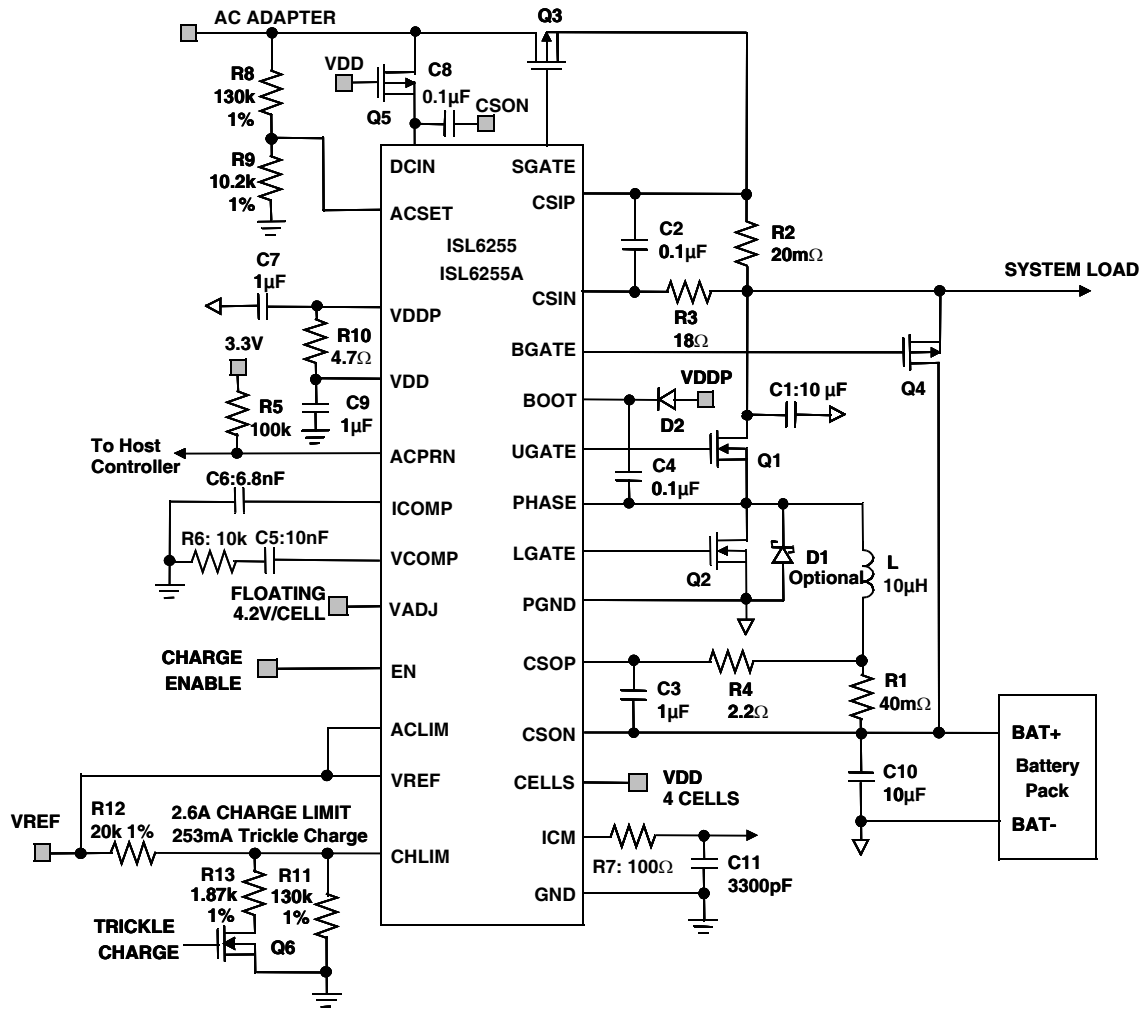 AC ADAPTER
Q3
R8
130k
1%
VDD
C8
0.1µF
CSON
Q5
R9
10.2k
1%
DCIN
SGATE
CSIP
ACSET
ISL6255
ISL6255A
C2
0.1µF
R2
20mΩ
C7
1µF
SYSTEM LOAD
CSIN
VDDP
R10
4.7Ω
R3
18Ω
3.3V
BGATE
VDD
VDDP
Q4
C1:10 µF
BOOT
D2
R5
100k
C9
1µF
To Host
Controller
ACPRN
UGATE
Q1
C4
0.1µF
C6:6.8nF
ICOMP
PHASE
R6: 10k
C5:10nF
VCOMP
LGATE
Q2
D1
Optional
L
10µH
FLOATING
4.2V/CELL
VADJ
PGND
CHARGE
ENABLE
EN
CSOP
C3
1µF
R4
2.2Ω
R1
40mΩ
ACLIM
CSON
BAT+
Battery
Pack
BAT-
VREF
CELLS
VDD
4 CELLS
C10
10µF
VREF
R12
20k 1%
2.6A CHARGE LIMIT
253mA Trickle Charge
CHLIM
ICM
R7: 100Ω
C11
3300pF
R13
1.87k
1%
R11
130k
1%
GND
TRICKLE
CHARGE
Q6